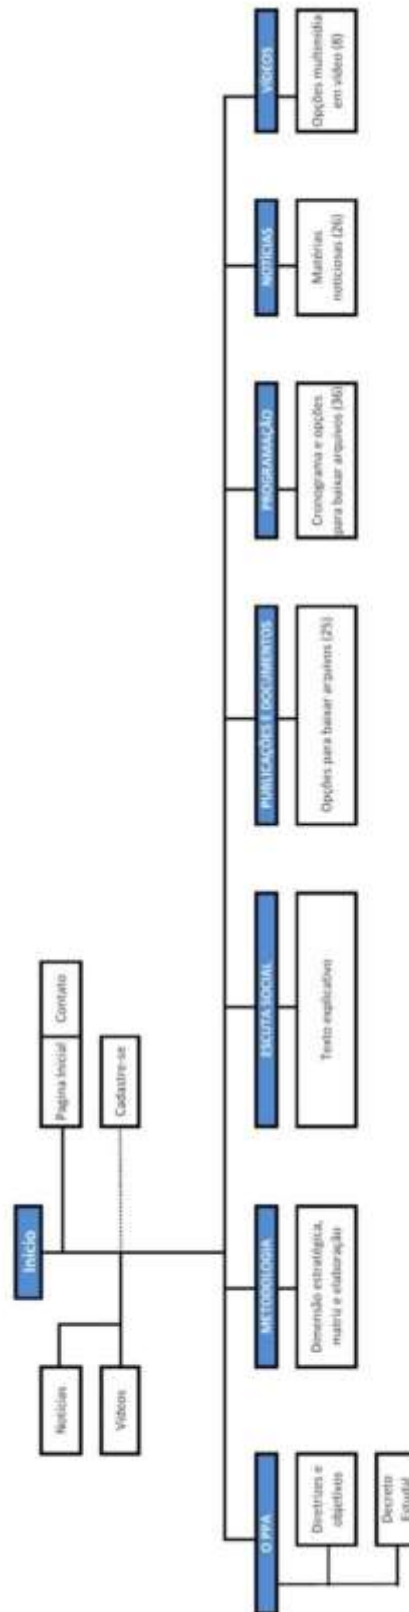 Início
Pagina Inicial
Contato
Cadastre-se
Notícias
Vídeos
O PPA
METODOLOGIA
ESCUTA SOCIAL
PUBLICAÇÕES E DOCUMENTOS
PROGRAMAÇÃO
NOTÍCIAS
VÍDEOS
Diretrizes e
objetivos
Decreto
Estudal
Dimensão estratégica,
matriz e elaboração
Texto explicativo
Opções para baixar arquivos (25)
Cronograma e opções
para baixar arquivos (36)
Matérias
noticiosas (26)
Opções multimídia
em vídeo (8)